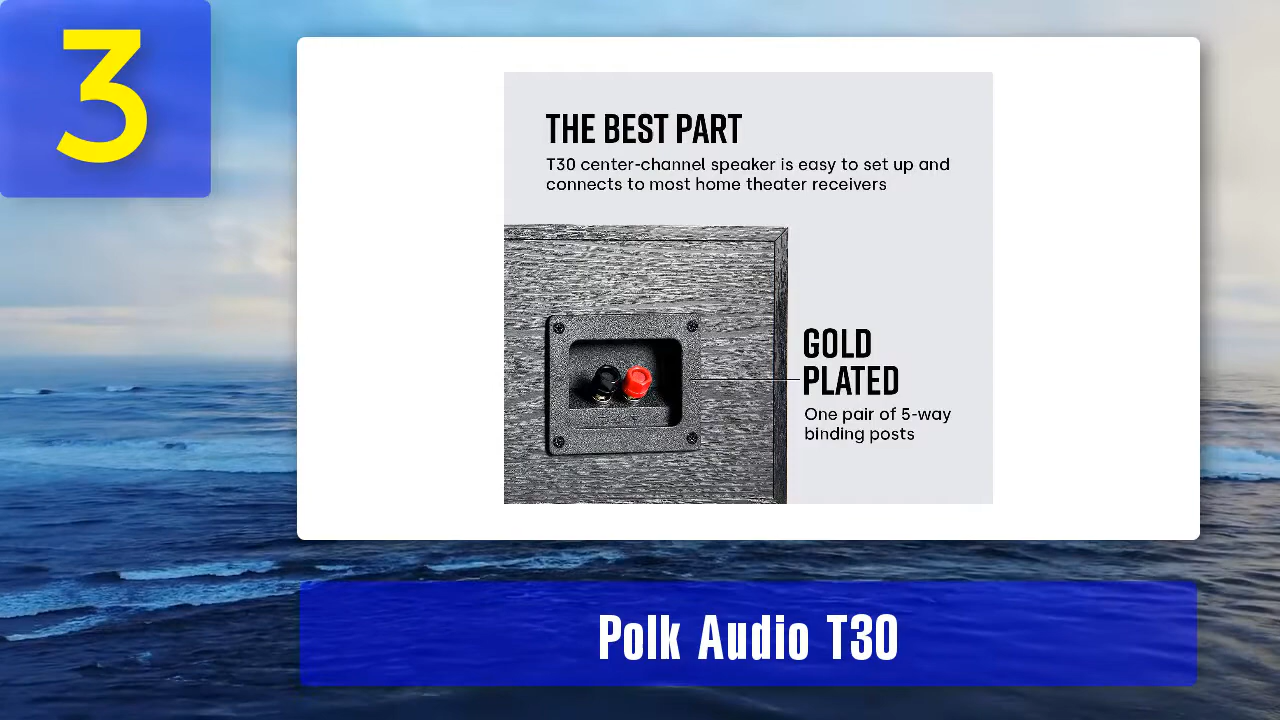 3
THE BEST PART
T30 center-channel speaker is easy to set up and
connects to most home theater receivers
GOLD
PLATED
One pair of 5-way
binding posts
Polk Audio T30